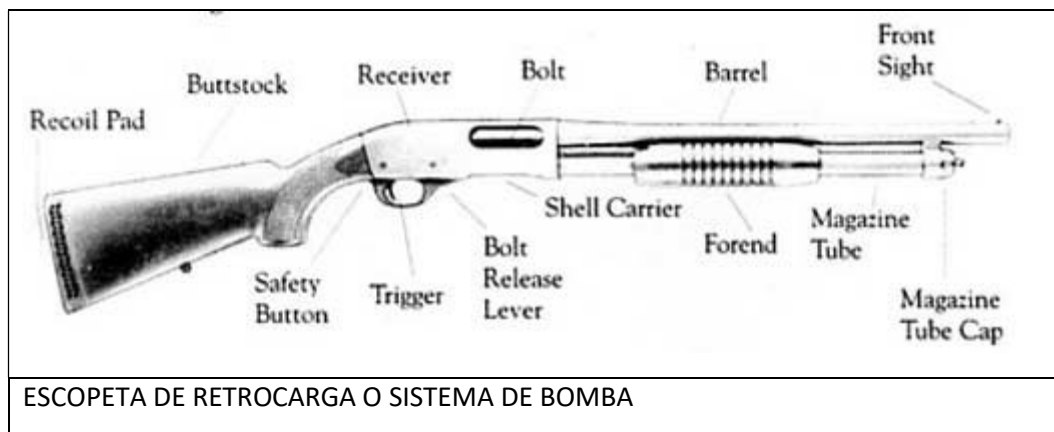 Front
Sight
Receiver
Bolt
Barrel
Buttstock
Recoil Pad
Shell Carrier
Magazine
Tube
Forend
Bolt
Release
Lever
Safety
Button
Trigger
Magazine
Tube Cap
ESCOPETA DE RETROCARGA O SISTEMA DE BOMBA